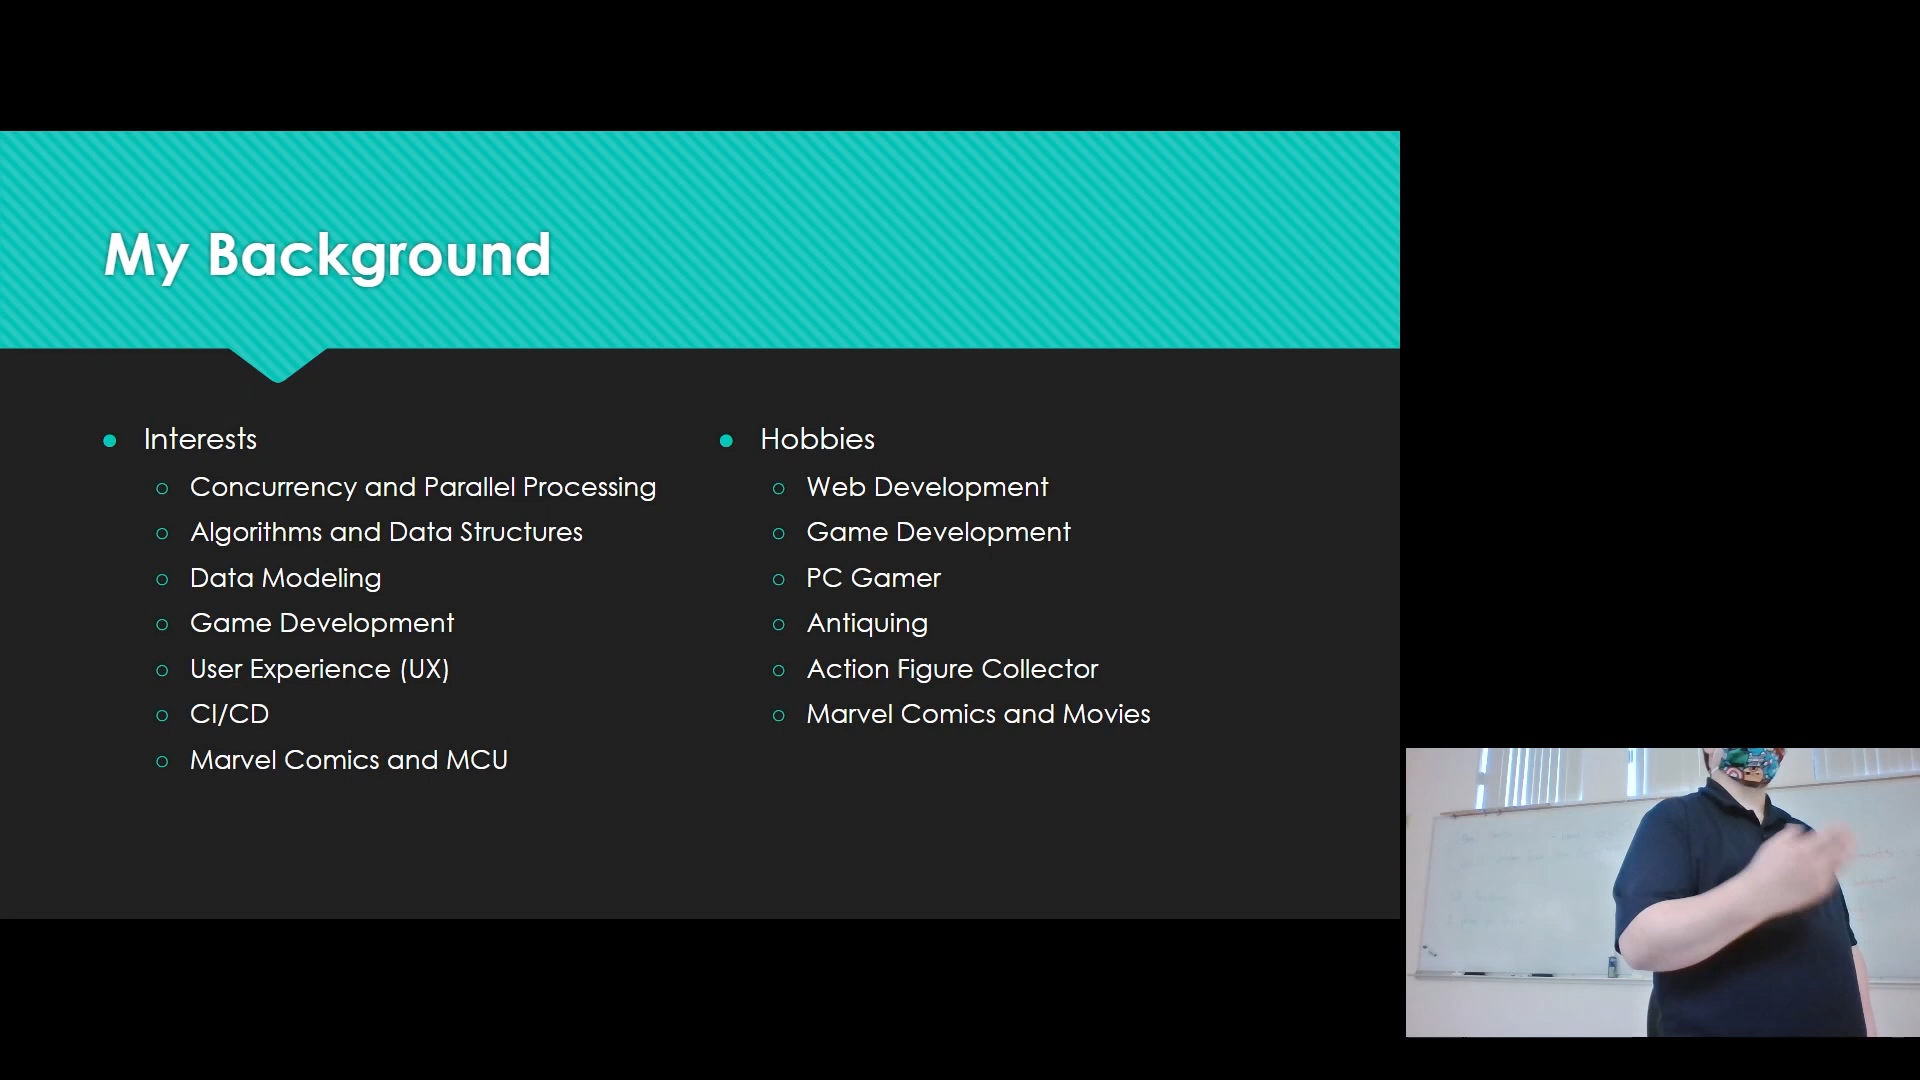 My Background
Interests
Concurrency and Parallel Processing
Algorithms and Data Structures
Data Modeling
Game Development
User Experience (UX)
CI/CD
Marvel Comics and MCU
Hobbies
Web Development
Game Development
PC Gamer
Antiquing
Action Figure Collector
Marvel Comics and Movies